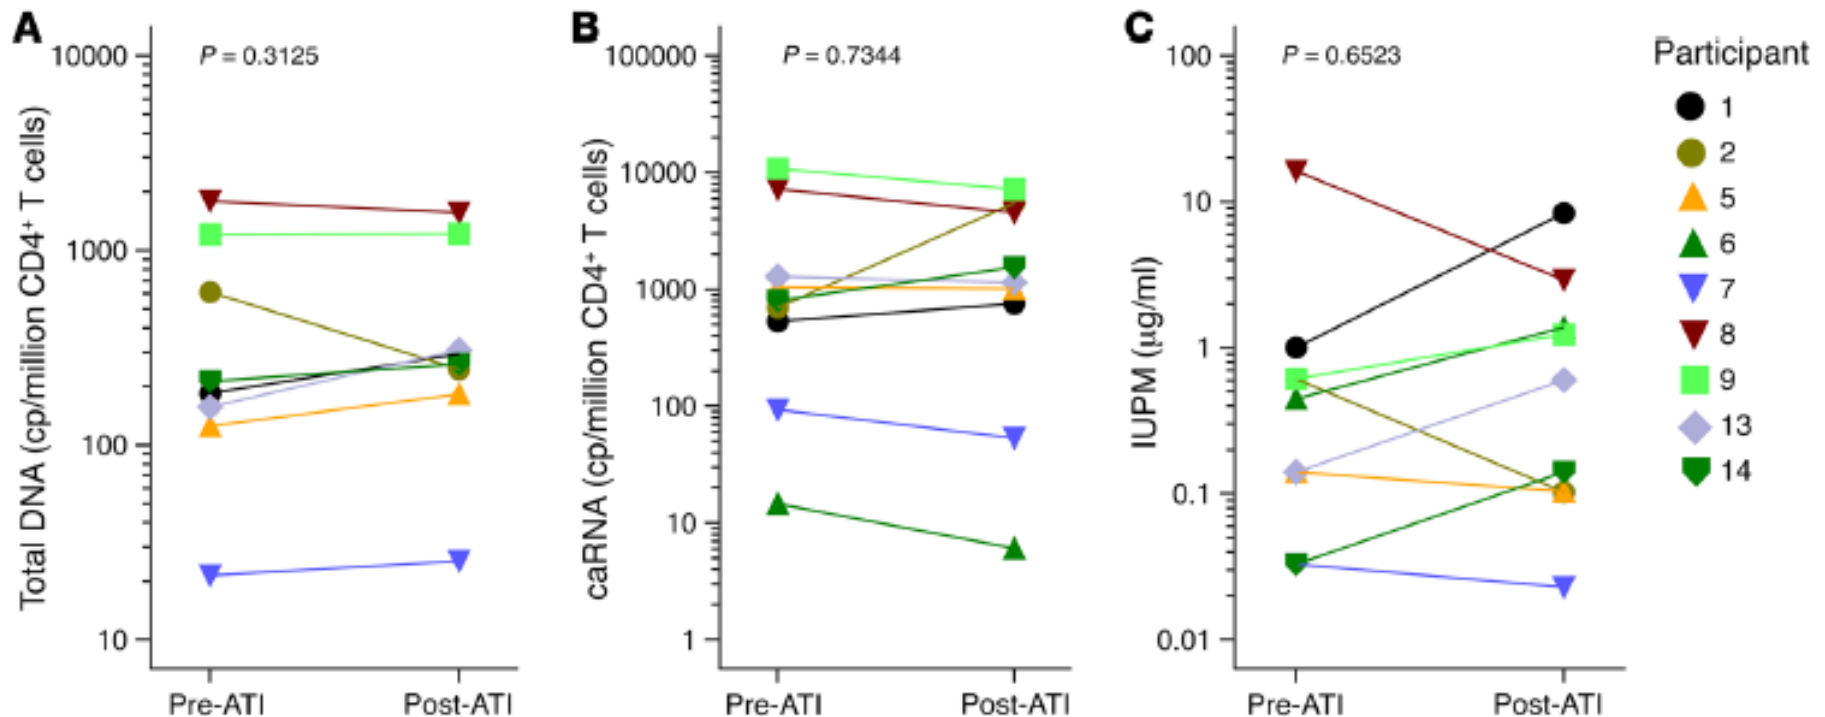 A
P = 0.3125
Total DNA (cp/million CD4⁺ T cells)
10000
1000
100
10
Pre-ATI
Post-ATI
B
P = 0.7344
caRNA (cp/million CD4⁺ T cells)
100000
10000
1000
100
10
1
Pre-ATI
Post-ATI
C
P = 0.6523
IUPM (μg/ml)
100
10
1
0.1
0.01
Pre-ATI
Post-ATI
Participant
1
2
5
6
7
8
9
13
14